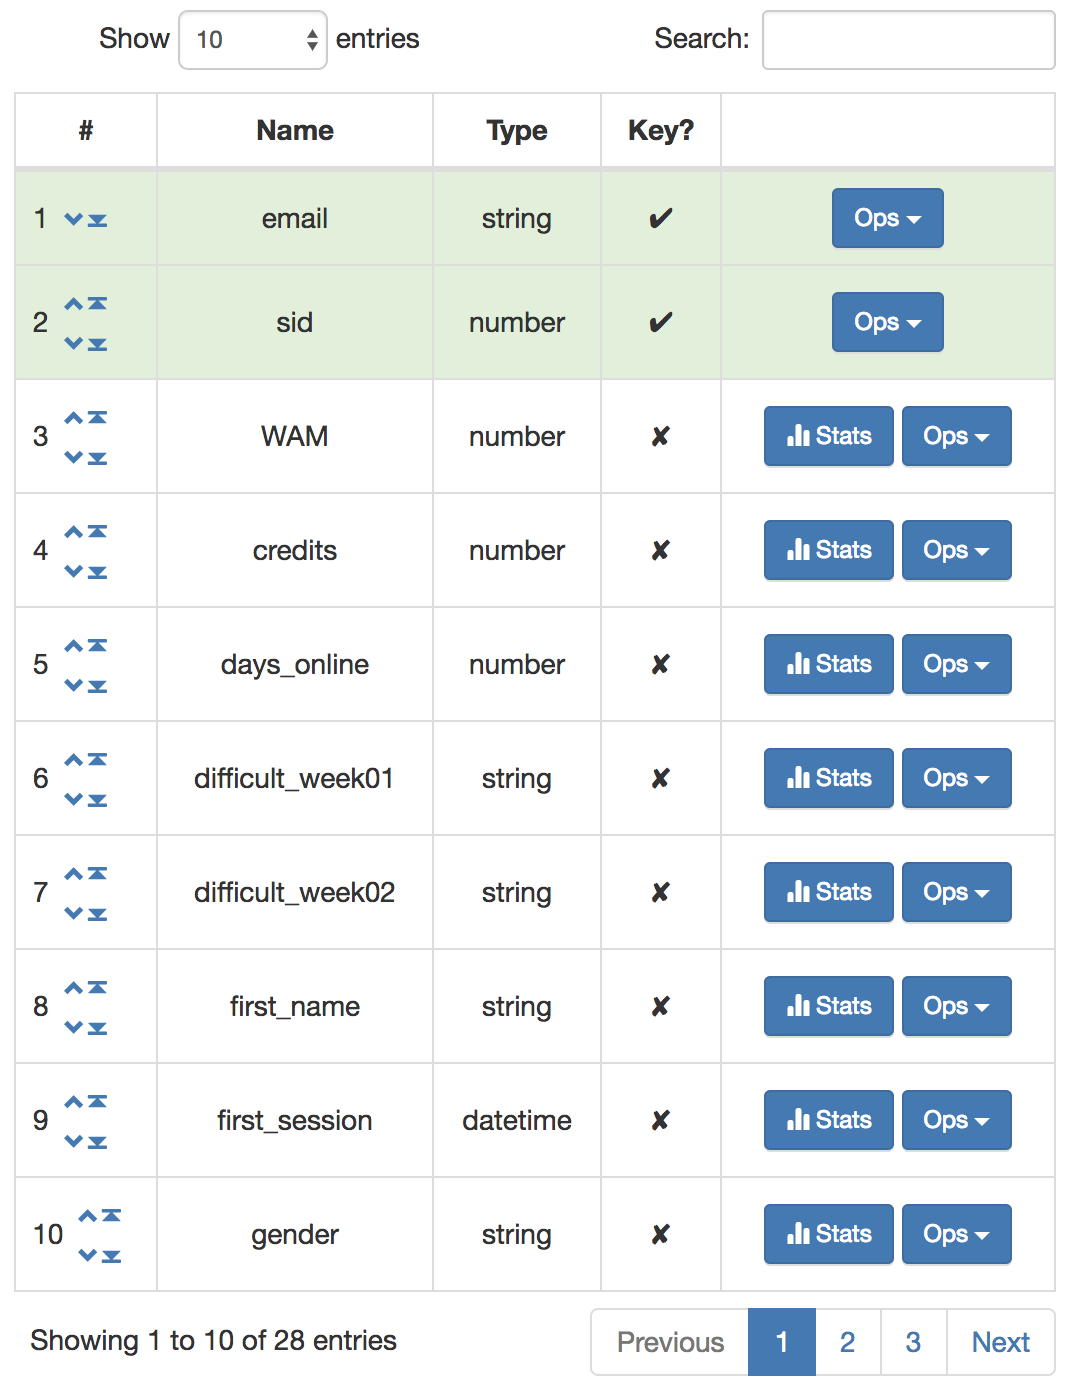 Show 10 entries Search:
# Name Type Key?
1 email string ✔ Ops
2 sid number ✔ Ops
3 WAM number ✘ Stats Ops
4 credits number ✘ Stats Ops
5 days_online number ✘ Stats Ops
6 difficult_week01 string ✘ Stats Ops
7 difficult_week02 string ✘ Stats Ops
8 first_name string ✘ Stats Ops
9 first_session datetime ✘ Stats Ops
10 gender string ✘ Stats Ops
Showing 1 to 10 of 28 entries Previous 1 2 3 Next